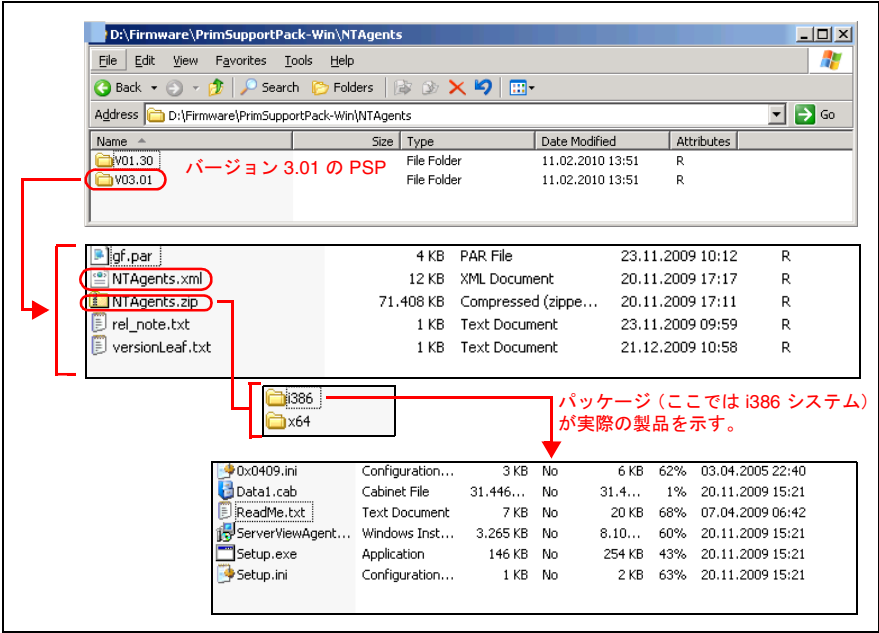 D:\Firmware\PrimSupportPack-Win\NTAgents
File Edit View Favorites Tools Help
Back Search Folders
Address D:\Firmware\PrimSupportPack-Win\NTAgents Go
Name Size Type Date Modified Attributes
V01.30 File Folder 11.02.2010 13:51 R
V03.01 File Folder 11.02.2010 13:51 R
バージョン 3.01 の PSP
gf.par 4 KB PAR File 23.11.2009 10:12 R
NTAgents.xml 12 KB XML Document 20.11.2009 17:17 R
NTAgents.zip 71.408 KB Compressed (zippe... 20.11.2009 17:11 R
rel_note.txt 1 KB Text Document 23.11.2009 09:59 R
versionLeaf.txt 1 KB Text Document 21.12.2009 10:58 R
i386
x64
パッケージ（ここでは i386 システム）
が実際の製品を示す。
0x0409.ini Configuration... 3 KB No 6 KB 62% 03.04.2005 22:40
Data1.cab Cabinet File 31.446... No 31.4... 1% 20.11.2009 15:21
ReadMe.txt Text Document 7 KB No 20 KB 68% 07.04.2009 06:42
ServerViewAgent... Windows Inst... 3.265 KB No 8.10... 60% 20.11.2009 15:21
Setup.exe Application 146 KB No 254 KB 43% 20.11.2009 15:21
Setup.ini Configuration... 1 KB No 2 KB 63% 20.11.2009 15:21